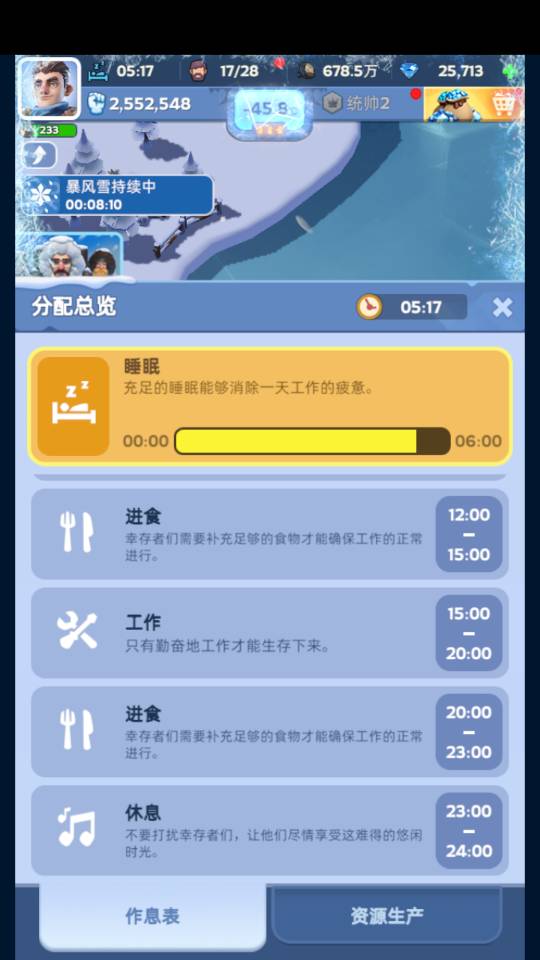 05:17
17/28
678.5万
25,713
2,552,548
-45.8
统帅2
233
暴风雪持续中
00:08:10
分配总览
05:17
睡眠
充足的睡眠能够消除一天工作的疲惫。
00:00
06:00
进食
幸存者们需要补充足够的食物才能确保工作的正常
进行。
12:00
15:00
工作
只有勤奋地工作才能生存下来。
15:00
20:00
进食
幸存者们需要补充足够的食物才能确保工作的正常
进行。
20:00
23:00
休息
不要打扰幸存者们，让他们尽情享受这难得的悠闲
时光。
23:00
24:00
作息表
资源生产